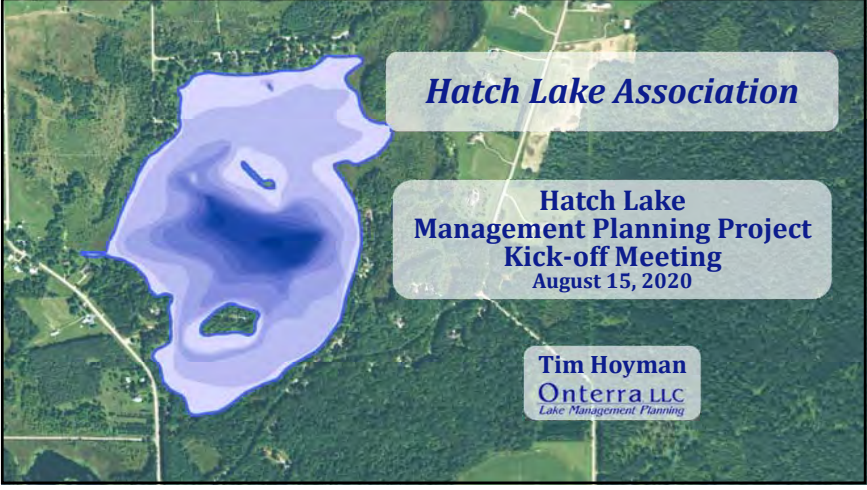 Hatch Lake Association
Hatch Lake
Management Planning Project
Kick-off Meeting
August 15, 2020
Tim Hoyman
Onterra LLC
Lake Management Planning